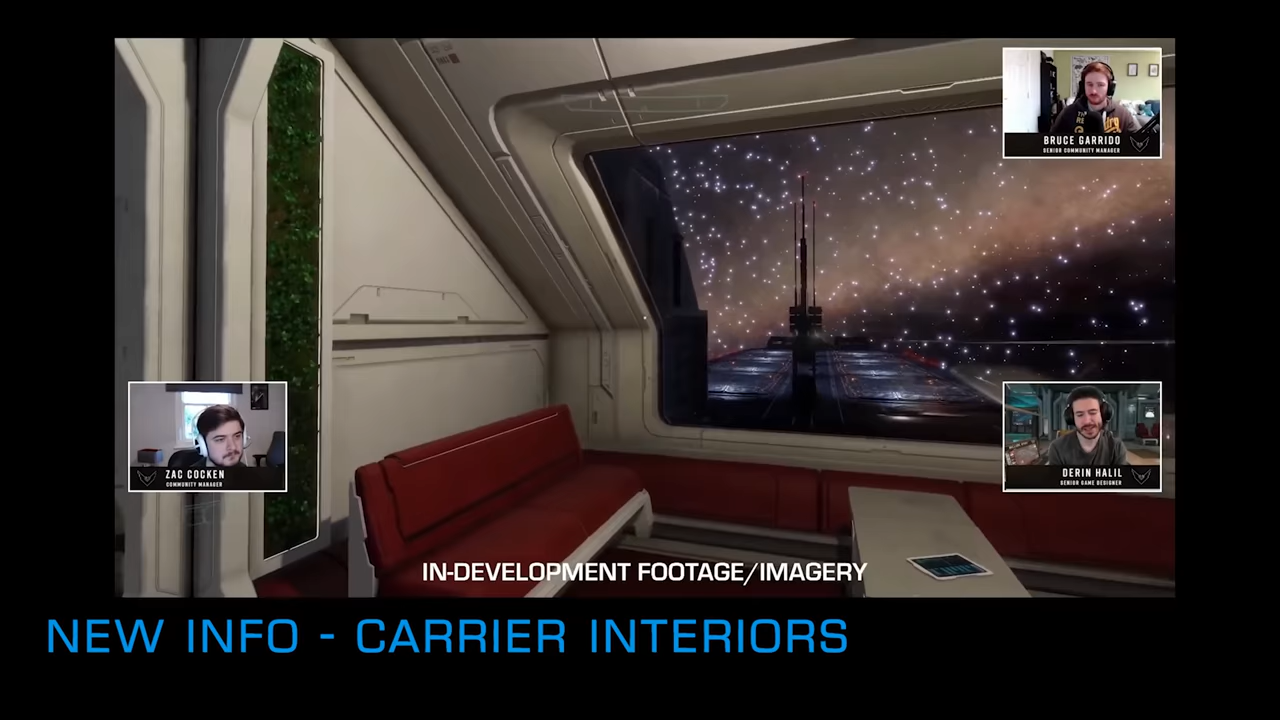 BRUCE GARRIDO
SENIOR COMMUNITY MANAGER
ZAC COCKEN
COMMUNITY MANAGER
DERIN HALIL
SENIOR GAME DESIGNER
IN-DEVELOPMENT FOOTAGE/IMAGERY
NEW INFO - CARRIER INTERIORS